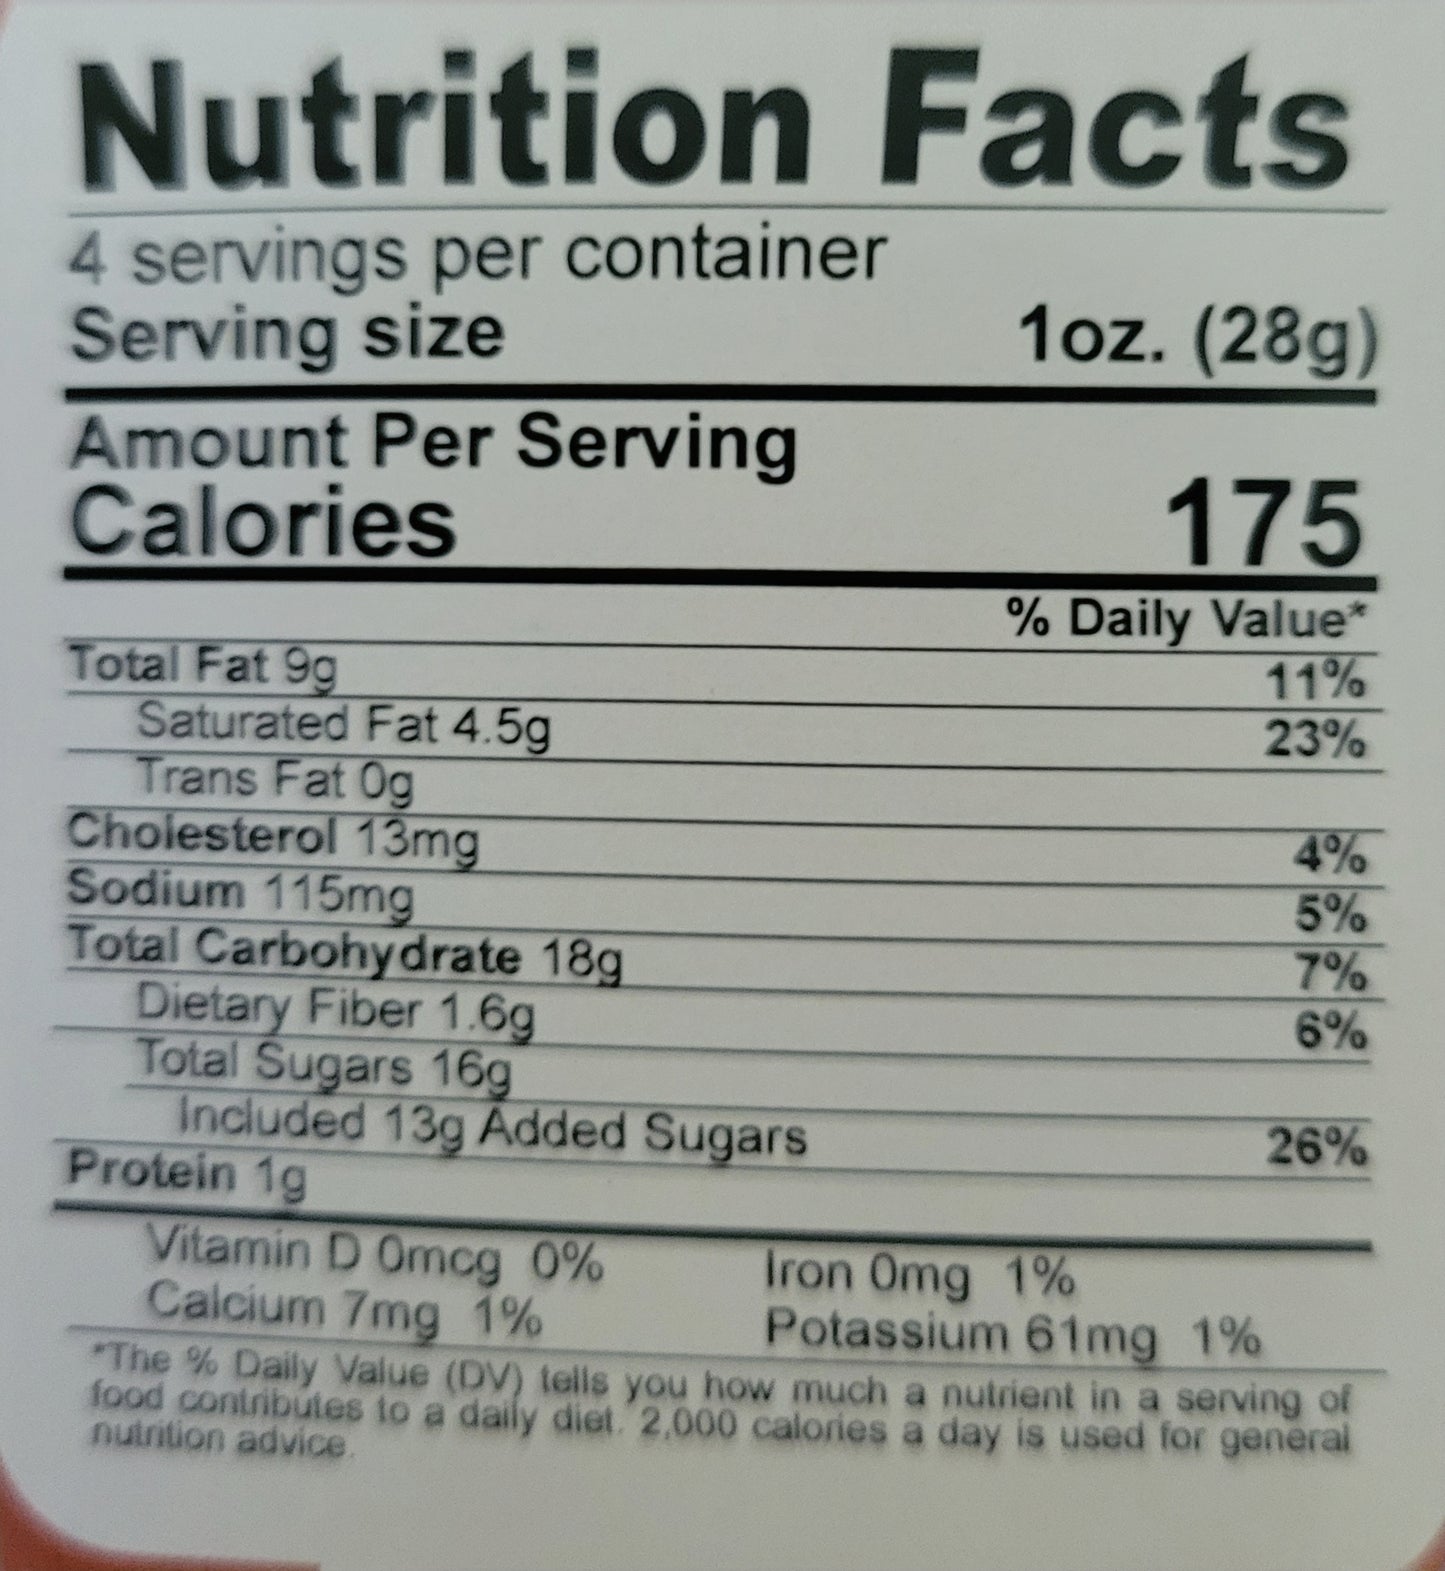 Nutrition Facts
4 servings per container
Serving size 1oz. (28g)
Amount Per Serving
Calories 175
% Daily Value*
Total Fat 9g 11%
Saturated Fat 4.5g 23%
Trans Fat 0g
Cholesterol 13mg 4%
Sodium 115mg 5%
Total Carbohydrate 18g 7%
Dietary Fiber 1.6g 6%
Total Sugars 16g
Included 13g Added Sugars 26%
Protein 1g
Vitamin D 0mcg 0% Iron 0mg 1%
Calcium 7mg 1% Potassium 61mg 1%
*The % Daily Value (DV) tells you how much a nutrient in a serving of
food contributes to a daily diet. 2,000 calories a day is used for general
nutrition advice.